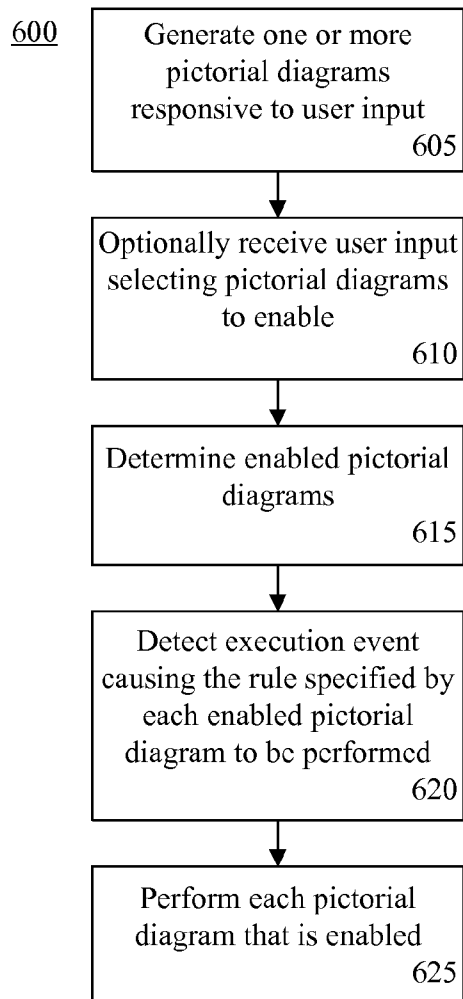 600
Generate one or more
pictorial diagrams
responsive to user input
605
Optionally receive user input
selecting pictorial diagrams
to enable
610
Determine enabled pictorial
diagrams
615
Detect execution event
causing the rule specified by
each enabled pictorial
diagram to be performed
620
Perform each pictorial
diagram that is enabled
625